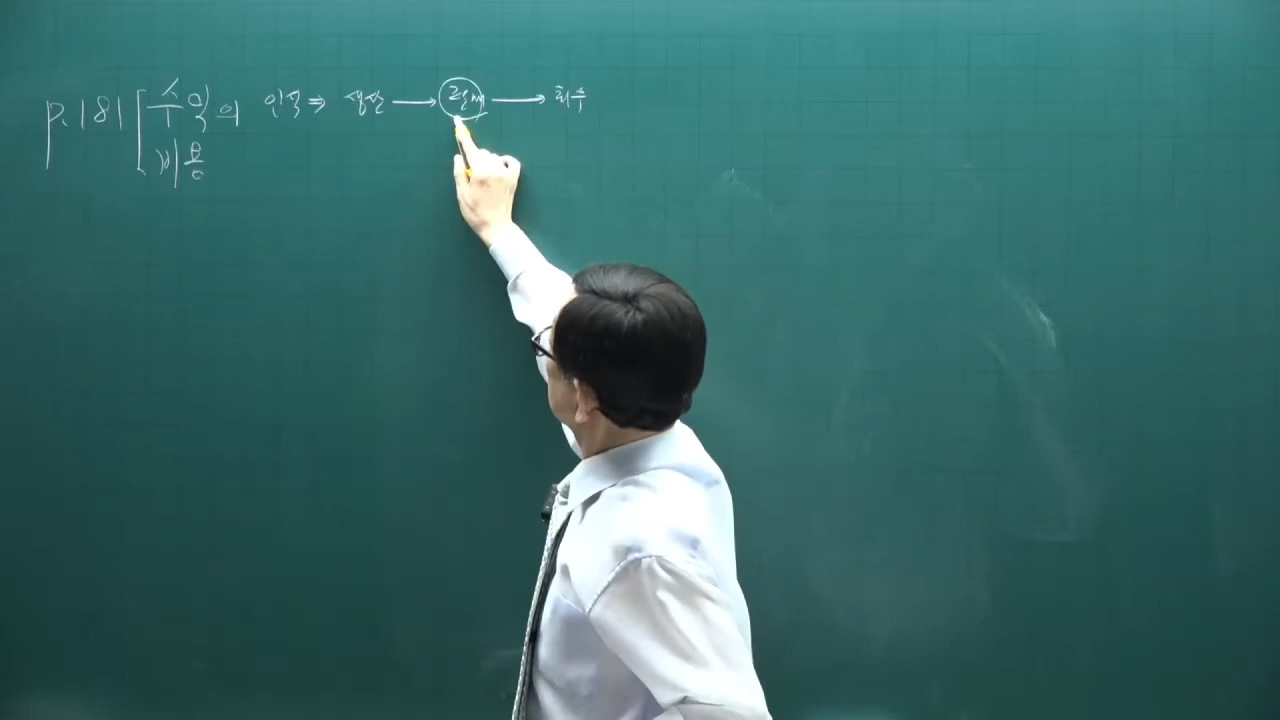 p.181 [수익의 인식 ⇒ 생산 → 판매 → 회수
비용